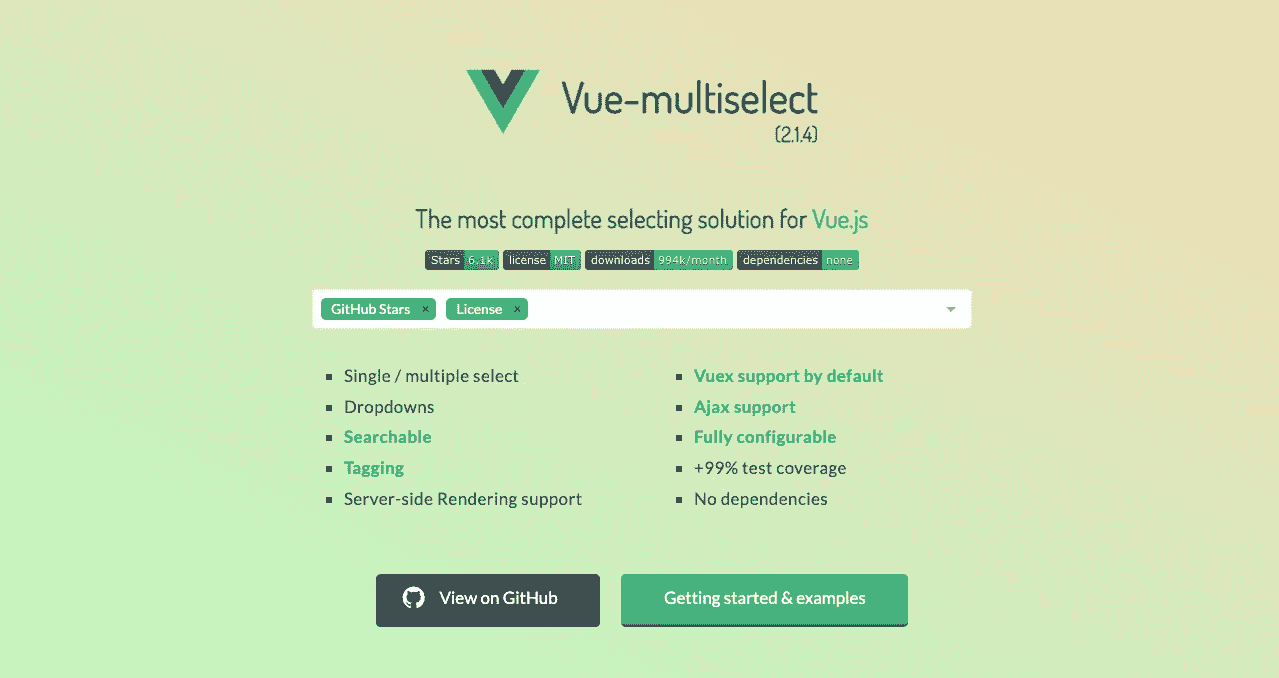 Vue-multiselect
(2.1.4)
The most complete selecting solution for Vue.js
Stars 6.1k license MIT downloads 994k/month dependencies none
GitHub Stars × License ×
Single / multiple select
Dropdowns
Searchable
Tagging
Server-side Rendering support
Vuex support by default
Ajax support
Fully configurable
+99% test coverage
No dependencies
View on GitHub
Getting started & examples